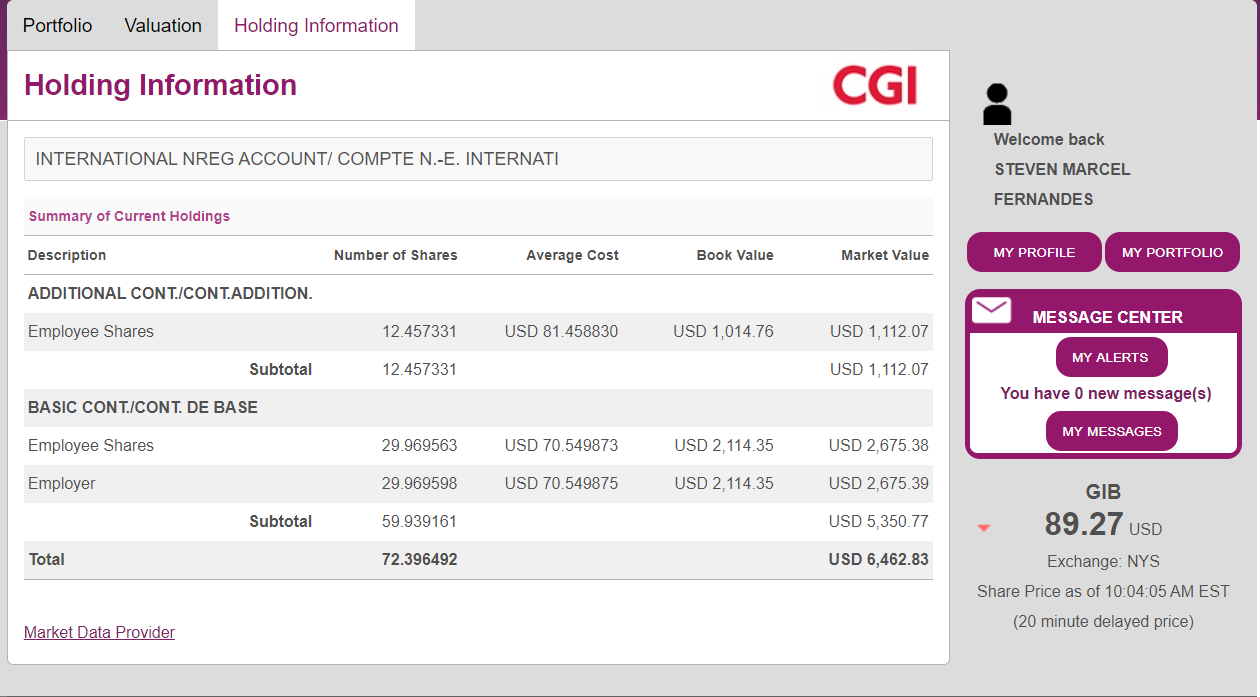 Portfolio Valuation Holding Information
Holding Information
CGI
INTERNATIONAL NREG ACCOUNT/ COMPTE N.-E. INTERNATI
Summary of Current Holdings
Description Number of Shares Average Cost Book Value Market Value
ADDITIONAL CONT./CONT.ADDITION.
Employee Shares 12.457331 USD 81.458830 USD 1,014.76 USD 1,112.07
Subtotal 12.457331 USD 1,112.07
BASIC CONT./CONT. DE BASE
Employee Shares 29.969563 USD 70.549873 USD 2,114.35 USD 2,675.38
Employer 29.969598 USD 70.549875 USD 2,114.35 USD 2,675.39
Subtotal 59.939161 USD 5,350.77
Total 72.396492 USD 6,462.83
Market Data Provider
Welcome back
STEVEN MARCEL
FERNANDES
MY PROFILE MY PORTFOLIO
MESSAGE CENTER
MY ALERTS
You have 0 new message(s)
MY MESSAGES
GIB
89.27 USD
Exchange: NYS
Share Price as of 10:04:05 AM EST
(20 minute delayed price)